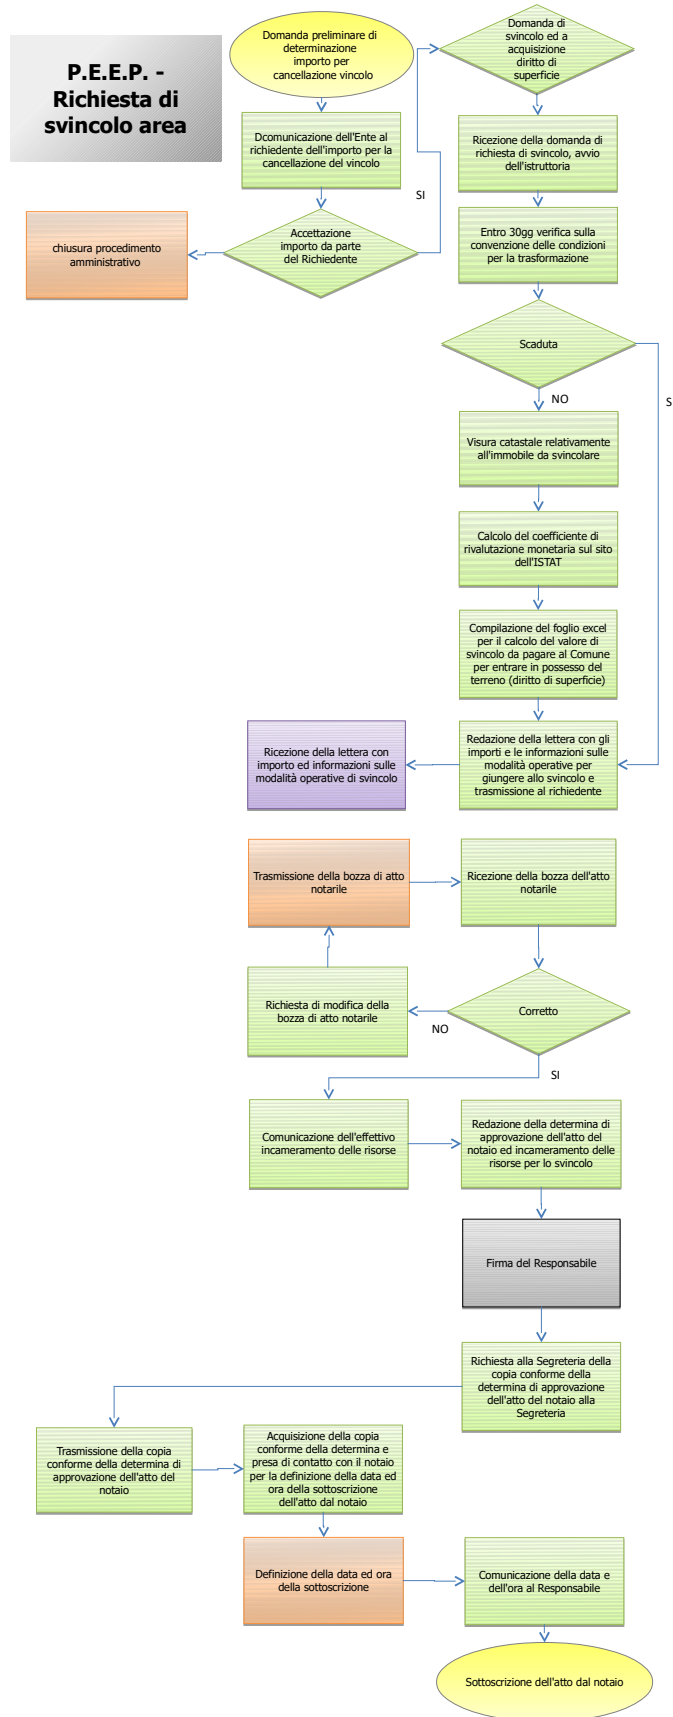 P.E.E.P. -
Richiesta di
svincolo area
Domanda preliminare di
determinazione
importo per
cancellazione vincolo
Domanda di
svincolo ed a
acquisizione
diritto di
superficie
Dcomunicazione dell'Ente al
richiedente dell'importo per la
cancellazione del vincolo
Ricezione della domanda di
richiesta di svincolo, avvio
dell'istruttoria
SI
chiusura procedimento
amministrativo
Accettazione
importo da parte
del Richiedente
Entro 30gg verifica sulla
convenzione delle condizioni
per la trasformazione
Scaduta
NO
S
Visura catastale relativamente
all'immobile da svincolare
Calcolo del coefficiente di
rivalutazione monetaria sul sito
dell'ISTAT
Compilazione del foglio excel
per il calcolo del valore di
svincolo da pagare al Comune
per entrare in possesso del
terreno (diritto di superficie)
Ricezione della lettera con
importo ed informazioni sulle
modalità operative di svincolo
Redazione della lettera con gli
importi e le informazioni sulle
modalità operative per
giungere allo svincolo e
trasmissione al richiedente
Trasmissione della bozza di atto
notarile
Ricezione della bozza dell'atto
notarile
Richiesta di modifica della
bozza di atto notarile
NO
Corretto
SI
Comunicazione dell'effettivo
incameramento delle risorse
Redazione della determina di
approvazione dell'atto del
notaio ed incameramento delle
risorse per lo svincolo
Firma del Responsabile
Richiesta alla Segreteria della
copia conforme della
determina di approvazione
dell'atto del notaio alla
Segreteria
Trasmissione della copia
conforme della determina di
approvazione dell'atto del
notaio
Acquisizione della copia
conforme della determina e
presa di contatto con il notaio
per la definizione della data ed
ora della sottoscrizione
dell'atto dal notaio
Definizione della data ed ora
della sottoscrizione
Comunicazione della data e
dell'ora al Responsabile
Sottoscrizione dell'atto dal notaio